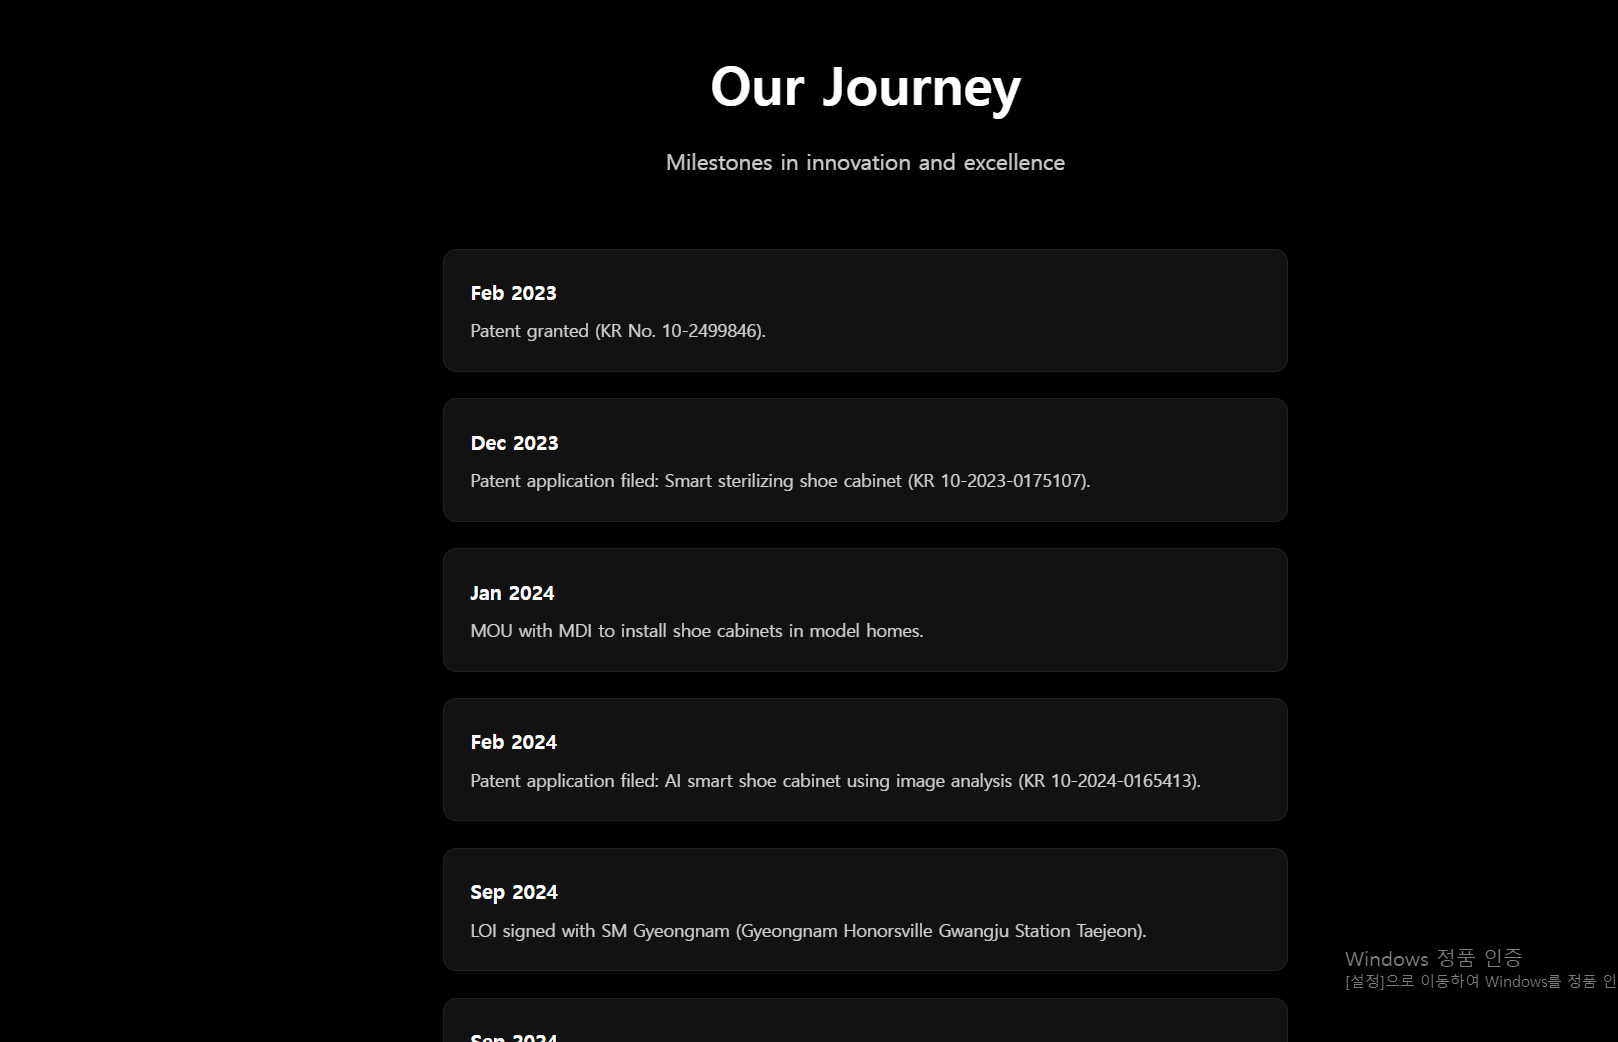 Our Journey
Milestones in innovation and excellence
Feb 2023
Patent granted (KR No. 10-2499846).
Dec 2023
Patent application filed: Smart sterilizing shoe cabinet (KR 10-2023-0175107).
Jan 2024
MOU with MDI to install shoe cabinets in model homes.
Feb 2024
Patent application filed: AI smart shoe cabinet using image analysis (KR 10-2024-0165413).
Sep 2024
LOI signed with SM Gyeongnam (Gyeongnam Honorsville Gwangju Station Taejeon).
Sep 2024
Windows 정품 인증
[설정]으로 이동하여 Windows를 정품 인